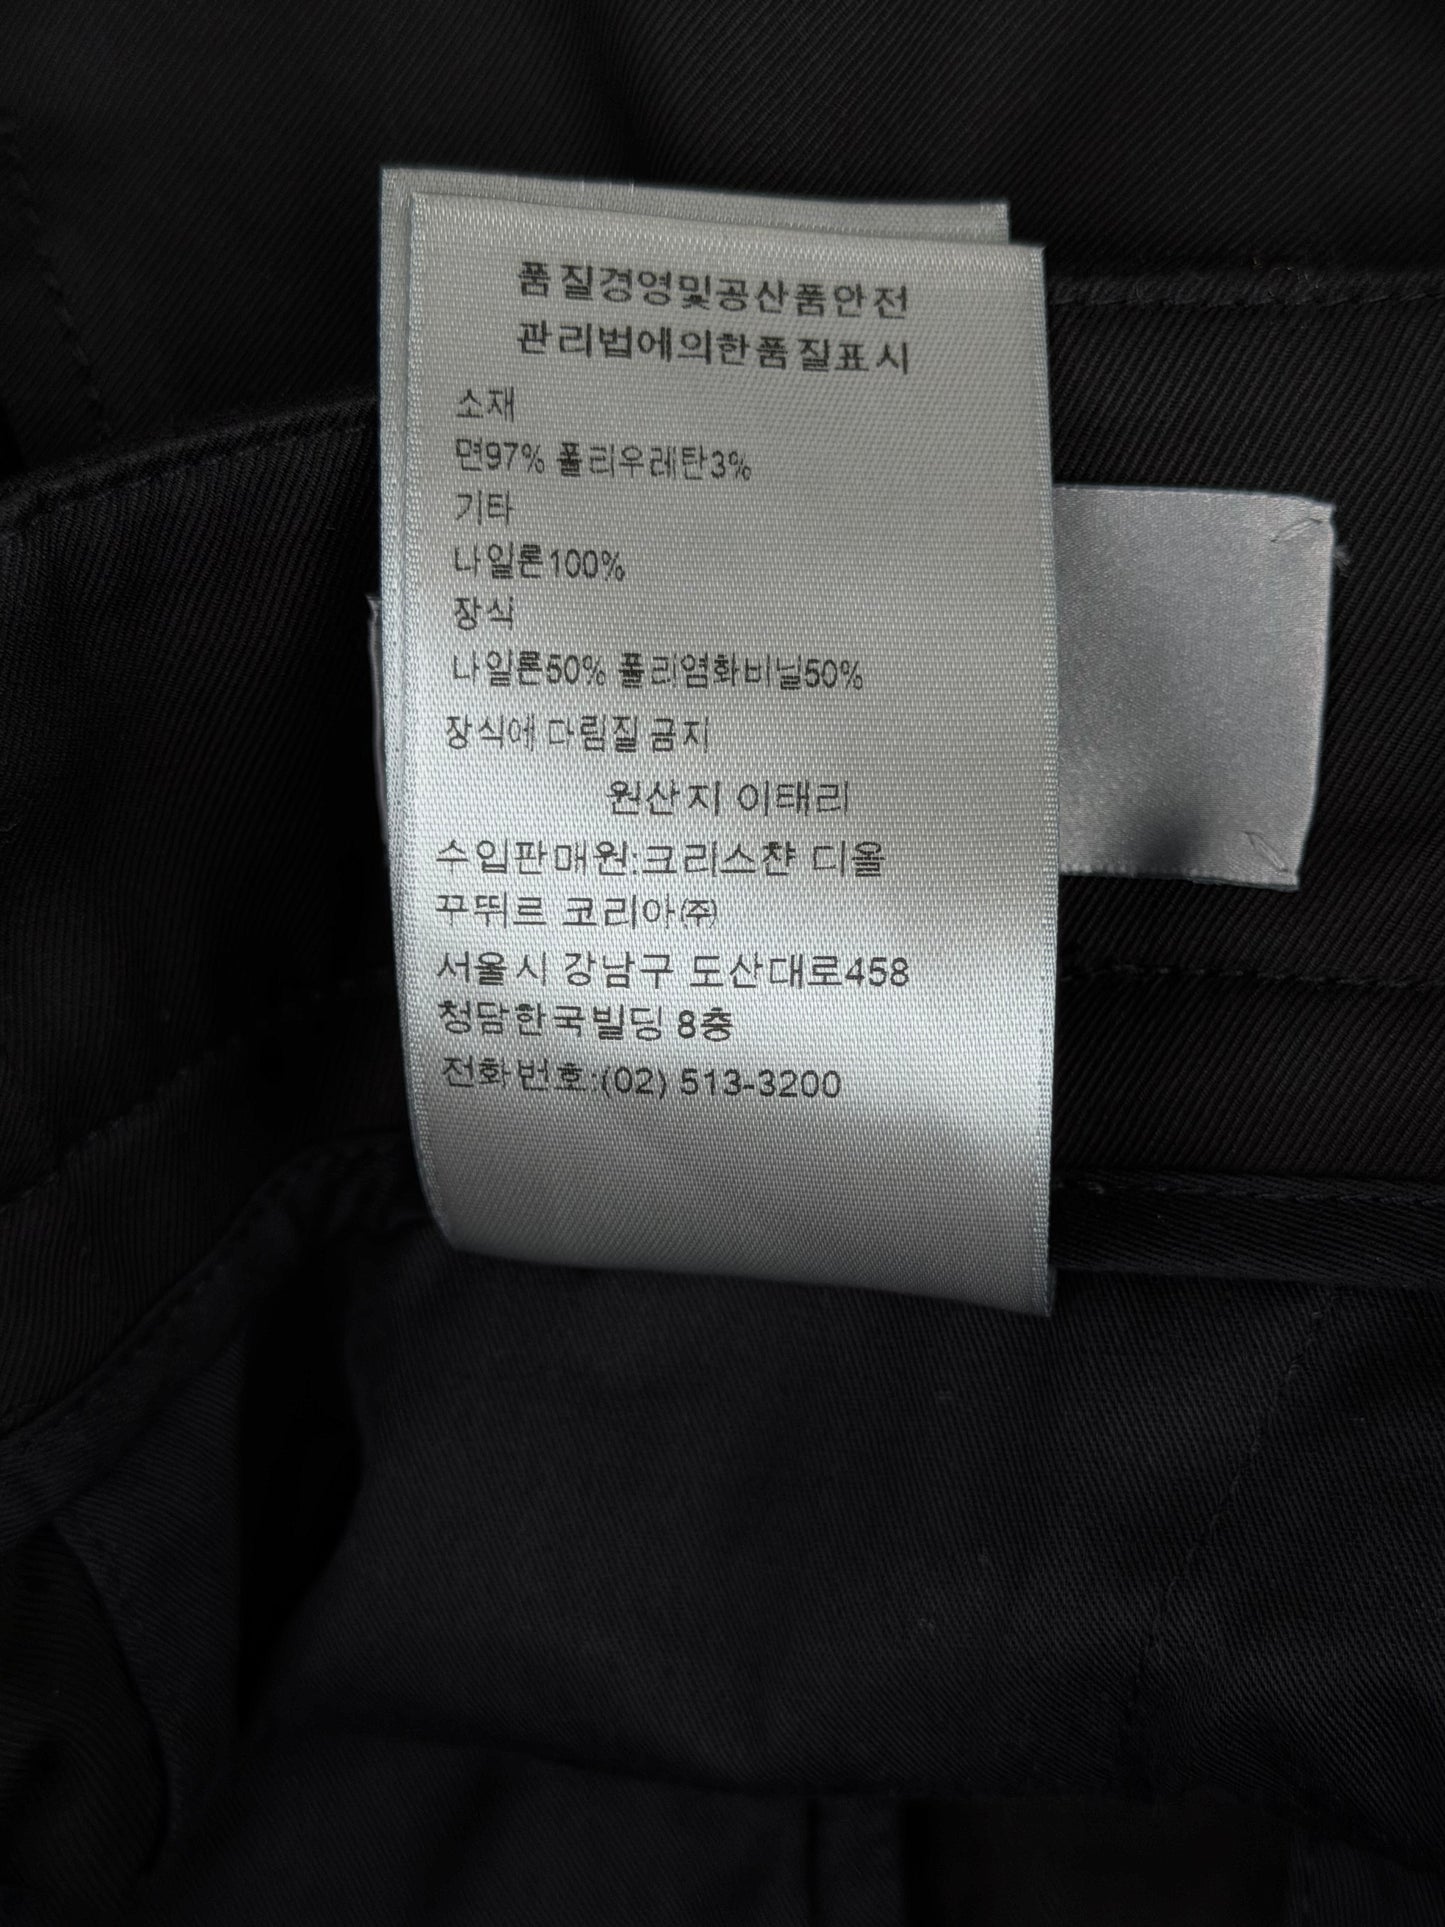 품질경영및공산품안전
관리법에의한품질표시
소재
면97% 폴리우레탄3%
기타
나일론100%
장식
나일론50% 폴리염화비닐50%
장식에 다림질 금지
원산지 이태리
수입판매원:크리스챤 디올
꾸뛰르 코리아㈜
서울시 강남구 도산대로458
청담한국빌딩 8층
전화번호:(02) 513-3200